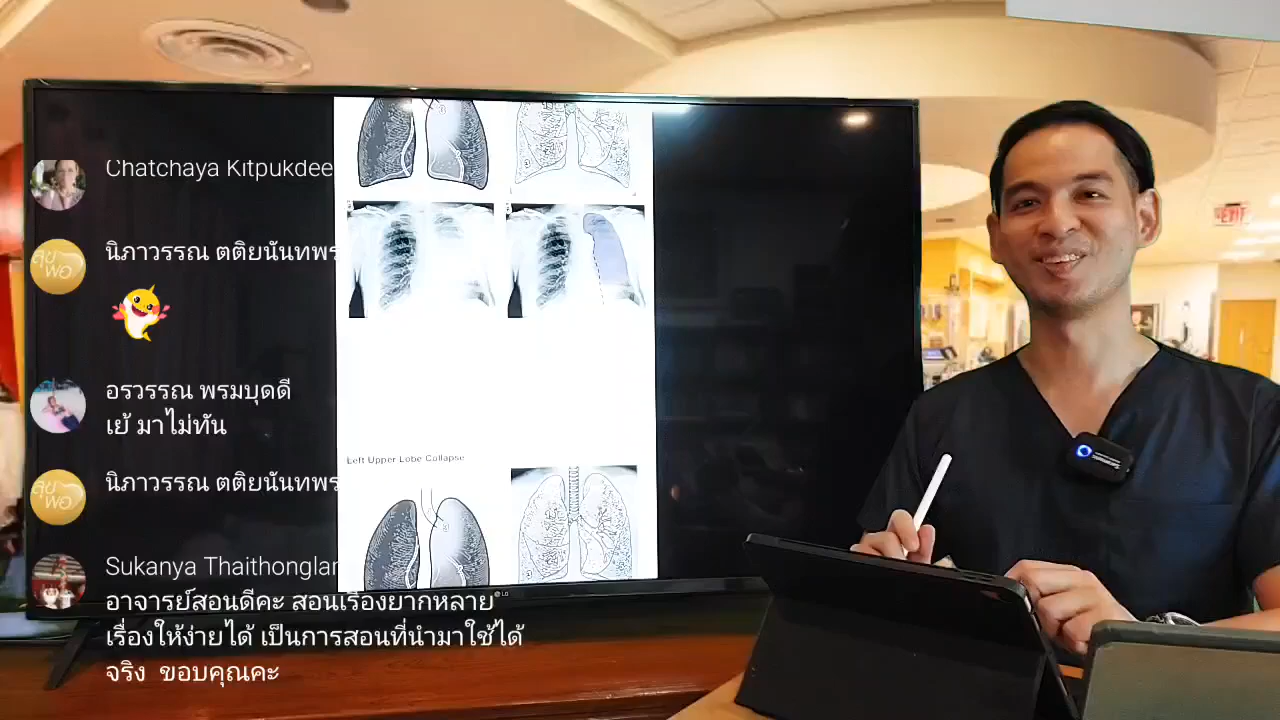 Chatchaya Kitpukdee
นิภาวรรณ ตติยนันทพร
อรวรรณ พรมบุดดี
เย้ มาไม่ทัน
นิภาวรรณ ตติยนันทพร
Sukanya Thaithonglar
อาจารย์สอนดีคะ สอนเรื่องยากหลาย
เรื่องให้ง่ายได้ เป็นการสอนที่นำมาใช้ได้
จริง ขอบคุณคะ
Left Upper Lobe Collapse
LG
EXIT